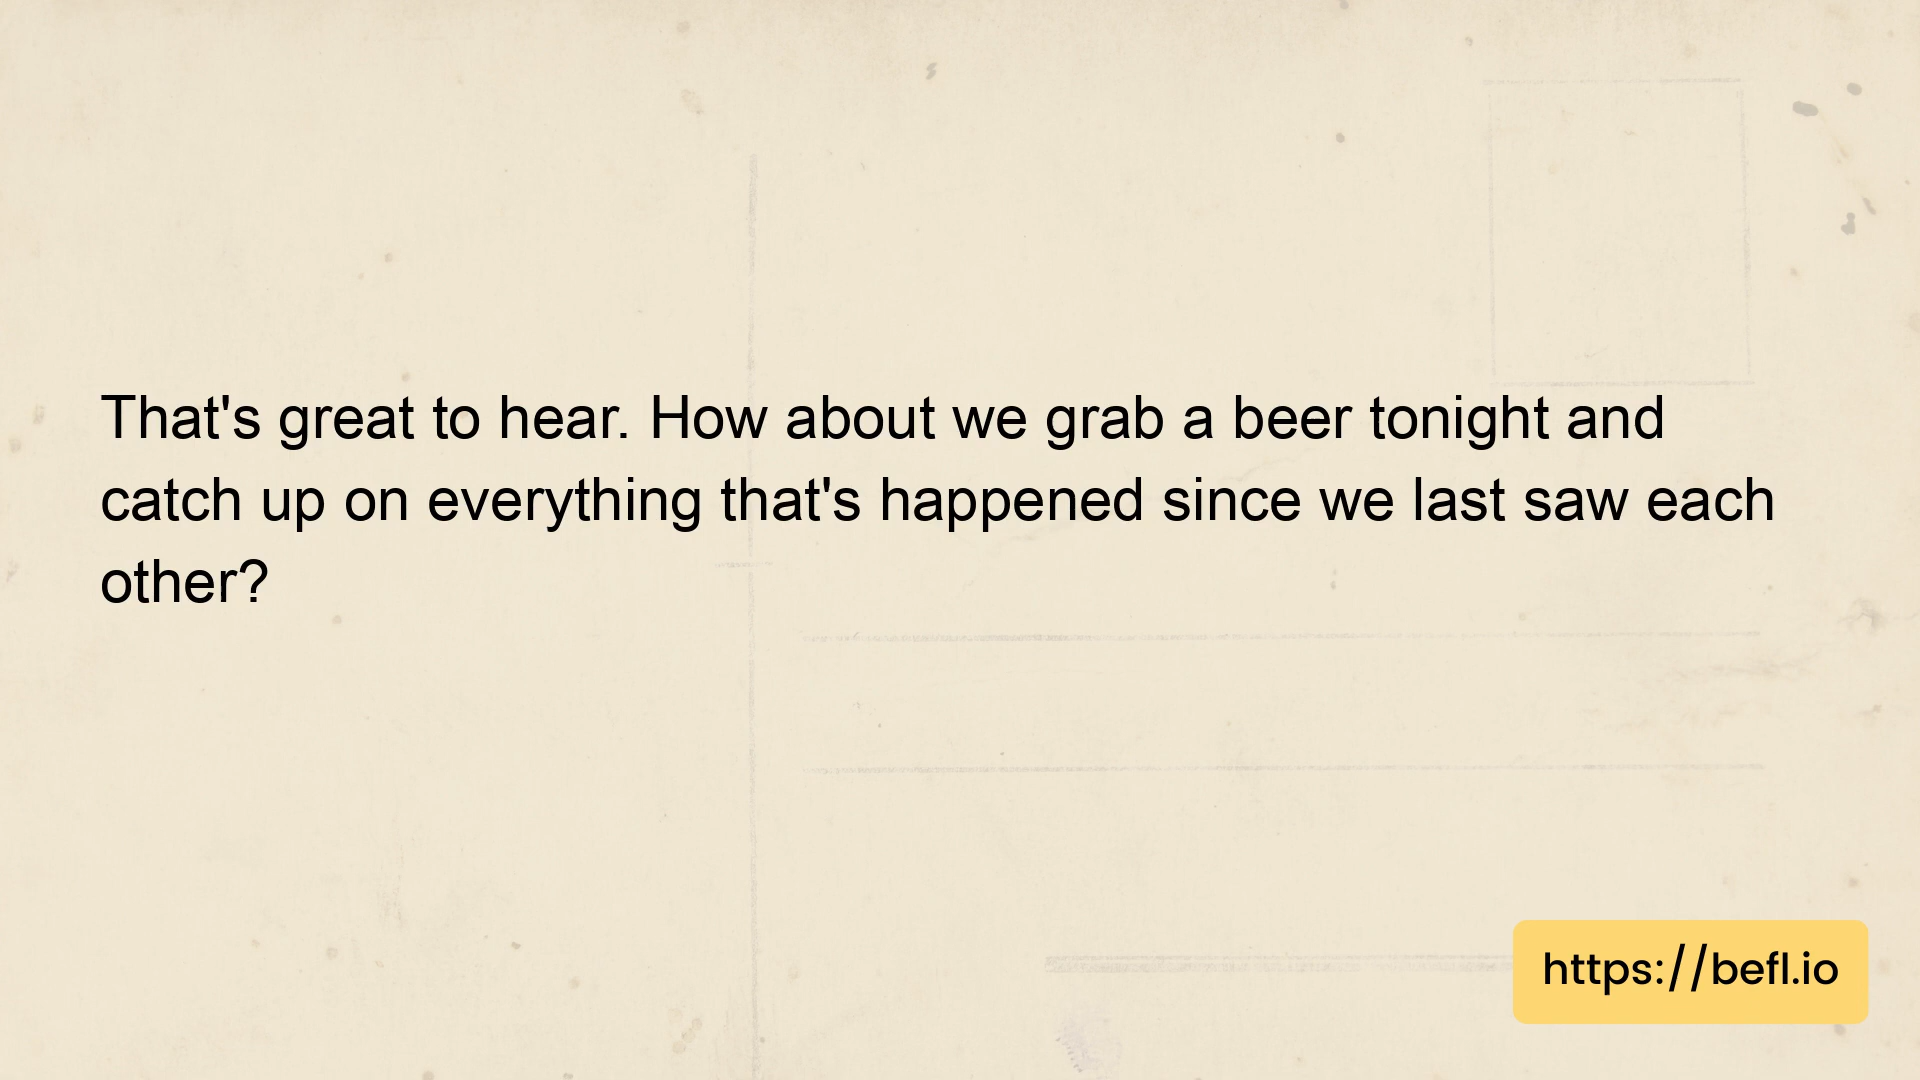 That's great to hear. How about we grab a beer tonight and
catch up on everything that's happened since we last saw each
other?
https://befl.io